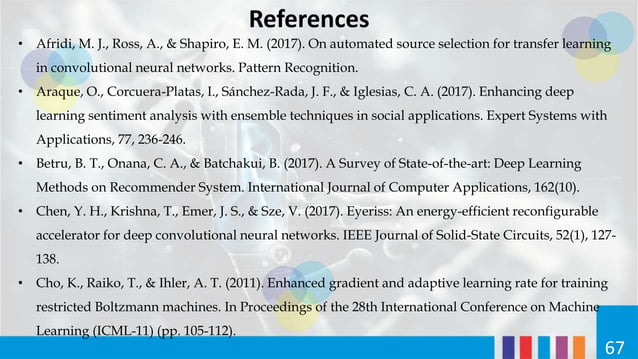 References
• Afridi, M. J., Ross, A., & Shapiro, E. M. (2017). On automated source selection for transfer learning
in convolutional neural networks. Pattern Recognition.
• Araque, O., Corcuera-Platas, I., Sánchez-Rada, J. F., & Iglesias, C. A. (2017). Enhancing deep
learning sentiment analysis with ensemble techniques in social applications. Expert Systems with
Applications, 77, 236-246.
• Betru, B. T., Onana, C. A., & Batchakui, B. (2017). A Survey of State-of-the-art: Deep Learning
Methods on Recommender System. International Journal of Computer Applications, 162(10).
• Chen, Y. H., Krishna, T., Emer, J. S., & Sze, V. (2017). Eyeriss: An energy-efficient reconfigurable
accelerator for deep convolutional neural networks. IEEE Journal of Solid-State Circuits, 52(1), 127-
138.
• Cho, K., Raiko, T., & Ihler, A. T. (2011). Enhanced gradient and adaptive learning rate for training
restricted Boltzmann machines. In Proceedings of the 28th International Conference on Machine
Learning (ICML-11) (pp. 105-112).
67